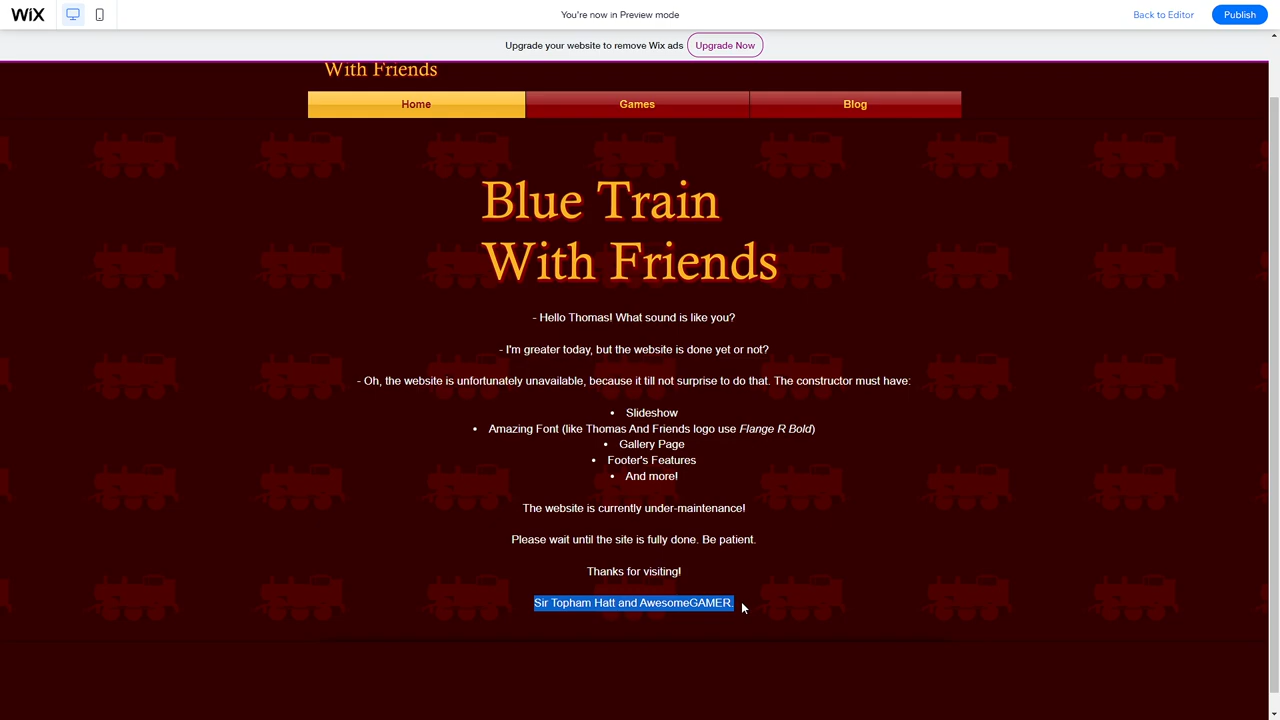 WiX
You're now in Preview mode
Back to Editor
Publish
Upgrade your website to remove Wix ads
Upgrade Now
With Friends
Home
Games
Blog
Blue Train
With Friends
- Hello Thomas! What sound is like you?
- I'm greater today, but the website is done yet or not?
- Oh, the website is unfortunately unavailable, because it till not surprise to do that. The constructor must have:
• Slideshow
• Amazing Font (like Thomas And Friends logo use Flange R Bold)
• Gallery Page
• Footer's Features
• And more!
The website is currently under-maintenance!
Please wait until the site is fully done. Be patient.
Thanks for visiting!
Sir Topham Hatt and AwesomeGAMER.